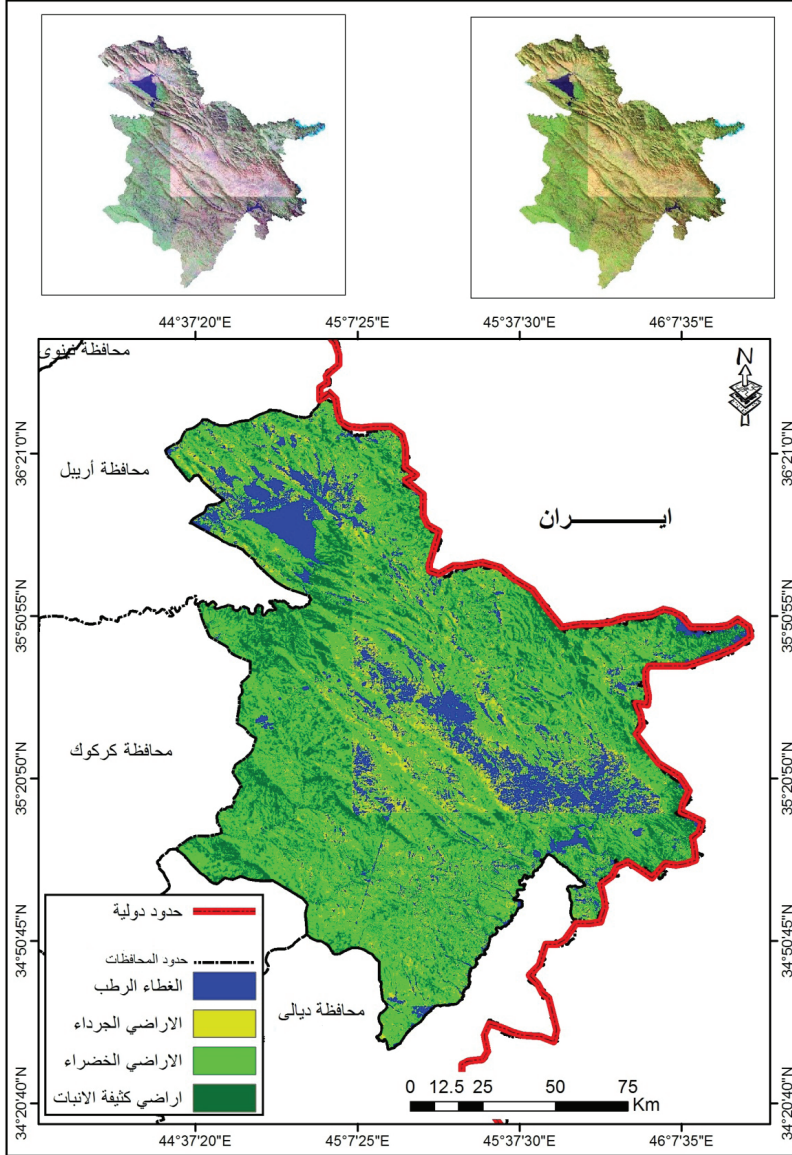 44°37'20"E 45°7'25"E 45°37'30"E 46°7'35"E
محافظة نينوى
N
36°21'0"N
36°21'0"N
محافظة أربيل
ايـــــــران
35°50'55"N
35°50'55"N
محافظة كركوك
35°20'50"N
35°20'50"N
حدود دولية
حدود المحافظات
الغطاء الرطب
الاراضي الجرداء
الاراضي الخضراء
اراضي كثيفة الانبات
34°50'45"N
34°50'45"N
محافظة ديالى
0 12.5 25 50 75
Km
34°20'40"N
34°20'40"N
44°37'20"E 45°7'25"E 45°37'30"E 46°7'35"E